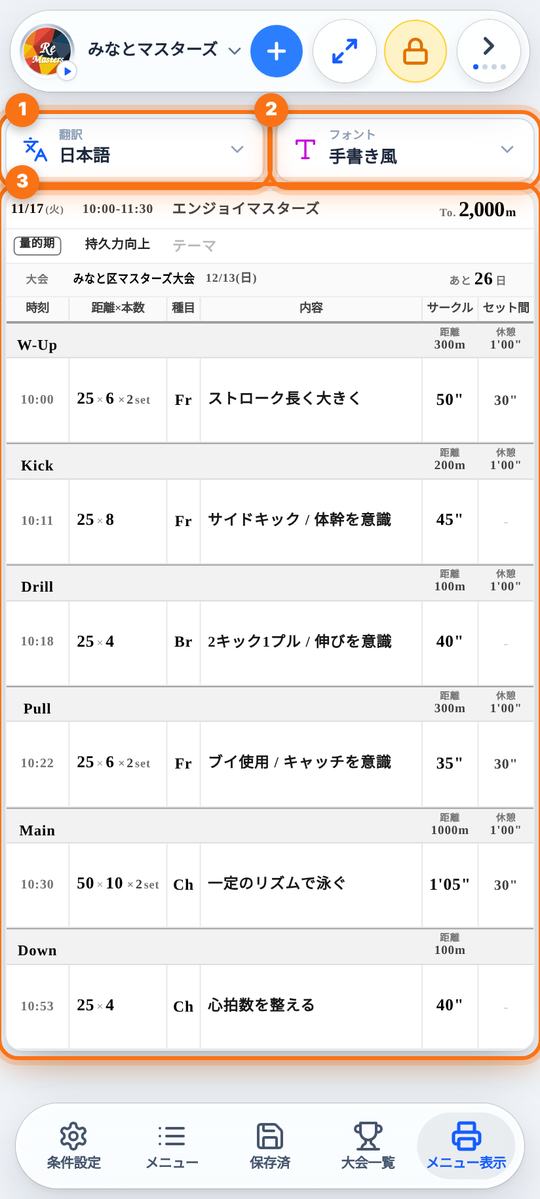 Re
Masters
みなとマスターズ
1
2
翻訳
日本語
フォント
手書き風
3
11/17(火) 10:00-11:30 エンジョイマスターズ To. 2,000m
量的期 持久力向上 テーマ
大会 みなと区マスターズ大会 12/13(日) あと 26 日
時刻 距離×本数 種目 内容 サークル セット間
W-Up 距離 300m 休憩 1'00"
10:00 25 × 6 × 2 set Fr ストローク長く大きく 50" 30"
Kick 距離 200m 休憩 1'00"
10:11 25 × 8 Fr サイドキック / 体幹を意識 45" -
Drill 距離 100m 休憩 1'00"
10:18 25 × 4 Br 2キック1プル / 伸びを意識 40" -
Pull 距離 300m 休憩 1'00"
10:22 25 × 6 × 2 set Fr ブイ使用 / キャッチを意識 35" 30"
Main 距離 1000m 休憩 1'00"
10:30 50 × 10 × 2 set Ch 一定のリズムで泳ぐ 1'05" 30"
Down 距離 100m
10:53 25 × 4 Ch 心拍数を整える 40" -
条件設定 メニュー 保存済 大会一覧 メニュー表示